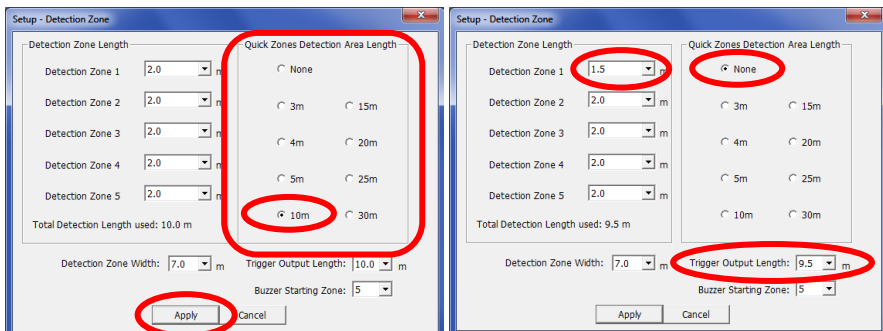 Setup - Detection Zone
Detection Zone Length
Detection Zone 1 2.0 m
Detection Zone 2 2.0 m
Detection Zone 3 2.0 m
Detection Zone 4 2.0 m
Detection Zone 5 2.0 m
Total Detection Length used: 10.0 m
Quick Zones Detection Area Length
None
3m 15m
4m 20m
5m 25m
10m 30m
Detection Zone Width: 7.0 m Trigger Output Length: 10.0 m
Buzzer Starting Zone: 5
Apply Cancel
Setup - Detection Zone
Detection Zone Length
Detection Zone 1 1.5 m
Detection Zone 2 2.0 m
Detection Zone 3 2.0 m
Detection Zone 4 2.0 m
Detection Zone 5 2.0 m
Total Detection Length used: 9.5 m
Quick Zones Detection Area Length
None
3m 15m
4m 20m
5m 25m
10m 30m
Detection Zone Width: 7.0 m Trigger Output Length: 9.5 m
Buzzer Starting Zone: 5
Apply Cancel